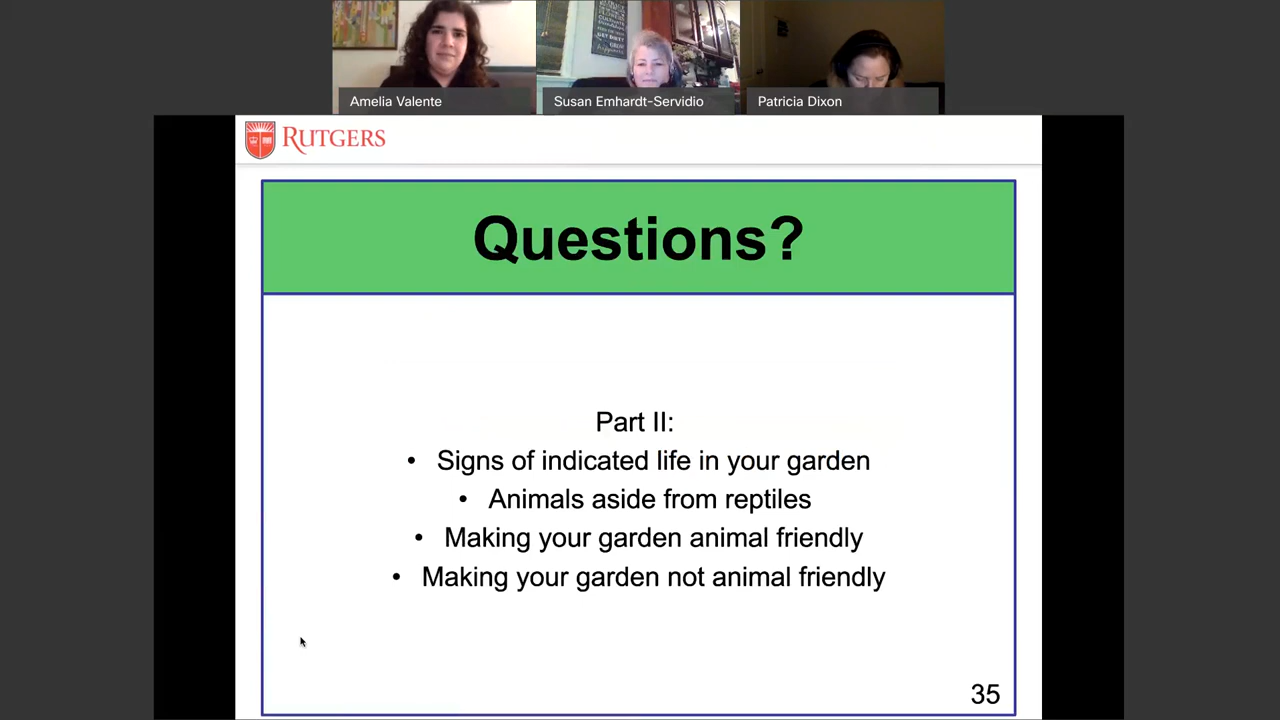 Amelia Valente
Susan Emhardt-Servidio
Patricia Dixon
RUTGERS
Questions?
Part II:
• Signs of indicated life in your garden
• Animals aside from reptiles
• Making your garden animal friendly
• Making your garden not animal friendly
35